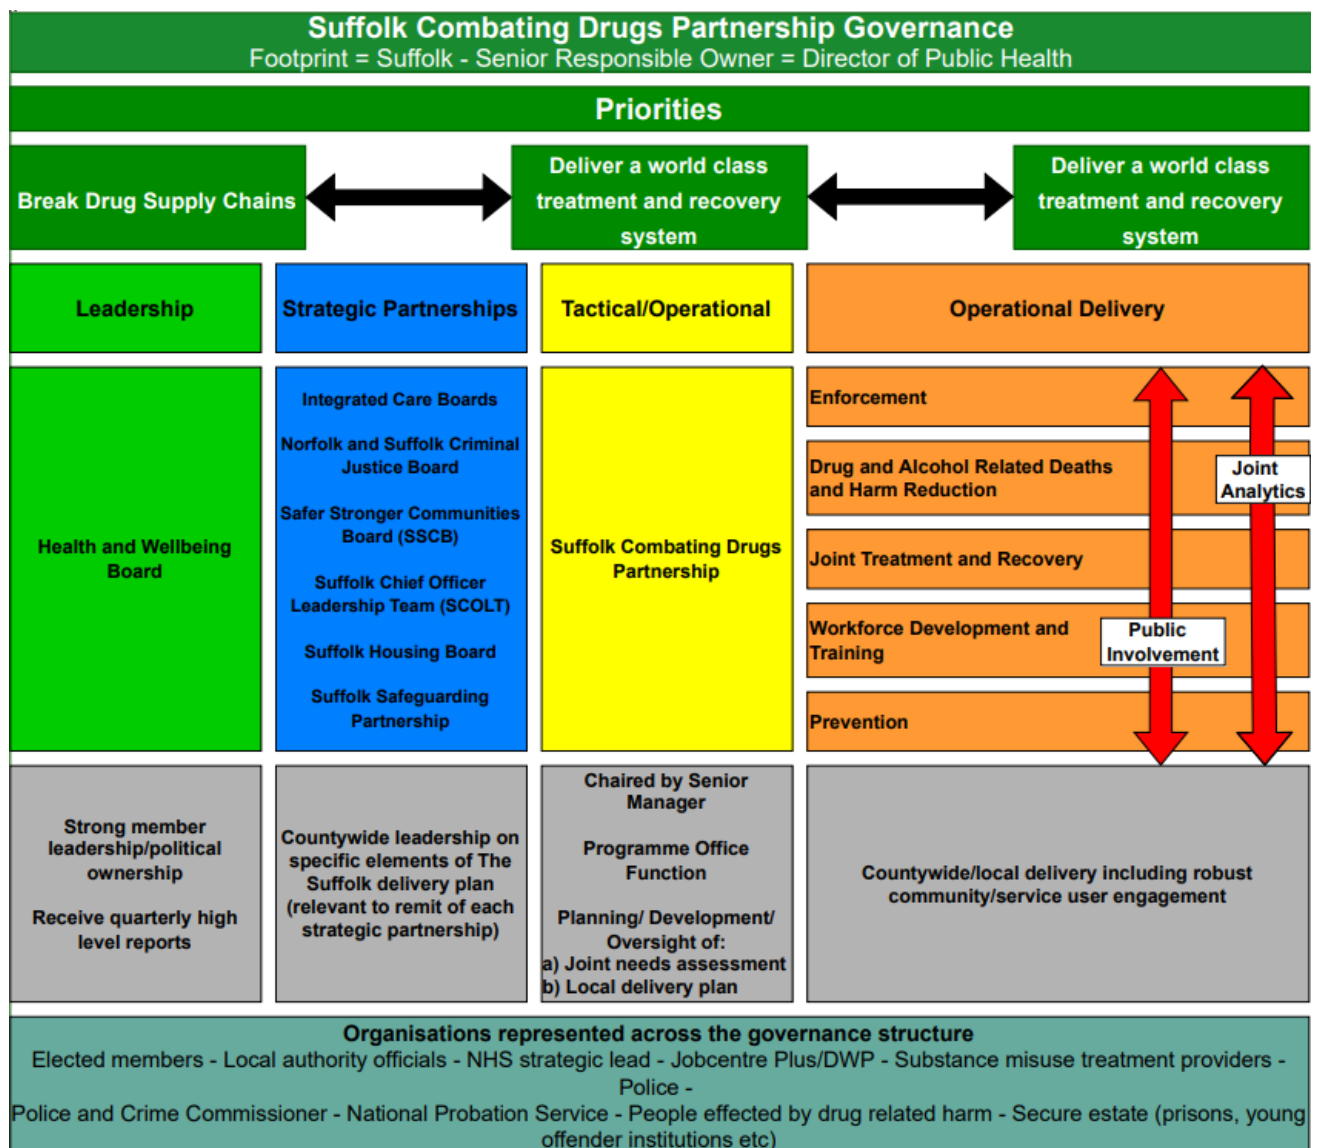 Suffolk Combating Drugs Partnership Governance
Footprint = Suffolk - Senior Responsible Owner = Director of Public Health
Priorities
Break Drug Supply Chains
Deliver a world class
treatment and recovery
system
Deliver a world class
treatment and recovery
system
Leadership
Strategic Partnerships
Tactical/Operational
Operational Delivery
Health and Wellbeing
Board
Integrated Care Boards
Norfolk and Suffolk Criminal
Justice Board
Safer Stronger Communities
Board (SSCB)
Suffolk Chief Officer
Leadership Team (SCOLT)
Suffolk Housing Board
Suffolk Safeguarding
Partnership
Suffolk Combating Drugs
Partnership
Enforcement
Drug and Alcohol Related Deaths
and Harm Reduction
Joint Treatment and Recovery
Workforce Development and
Training
Prevention
Public
Involvement
Joint
Analytics
Strong member
leadership/political
ownership
Receive quarterly high
level reports
Countywide leadership on
specific elements of The
Suffolk delivery plan
(relevant to remit of each
strategic partnership)
Chaired by Senior
Manager
Programme Office
Function
Planning/ Development/
Oversight of:
a) Joint needs assessment
b) Local delivery plan
Countywide/local delivery including robust
community/service user engagement
Organisations represented across the governance structure
Elected members - Local authority officials - NHS strategic lead - Jobcentre Plus/DWP - Substance misuse treatment providers -
Police -
Police and Crime Commissioner - National Probation Service - People effected by drug related harm - Secure estate (prisons, young
offender institutions etc)